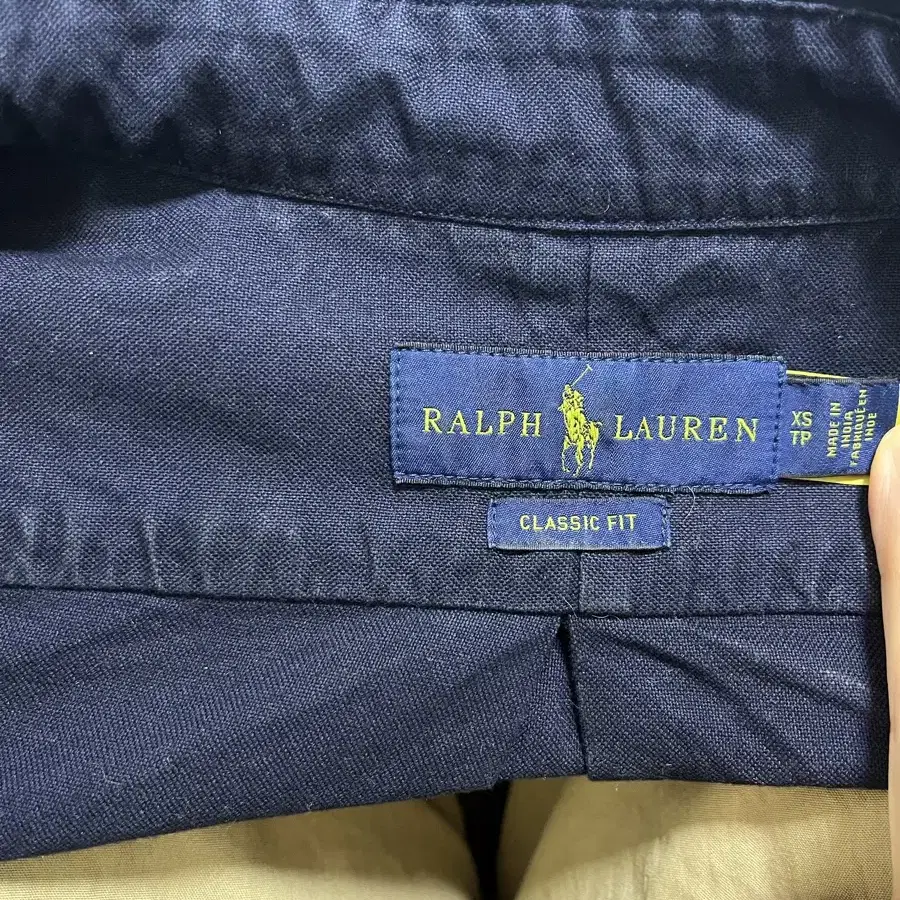 RALPH LAUREN
CLASSIC FIT
XS
TP
MADE IN
INDIA
FABRIQUÉ EN
INDE